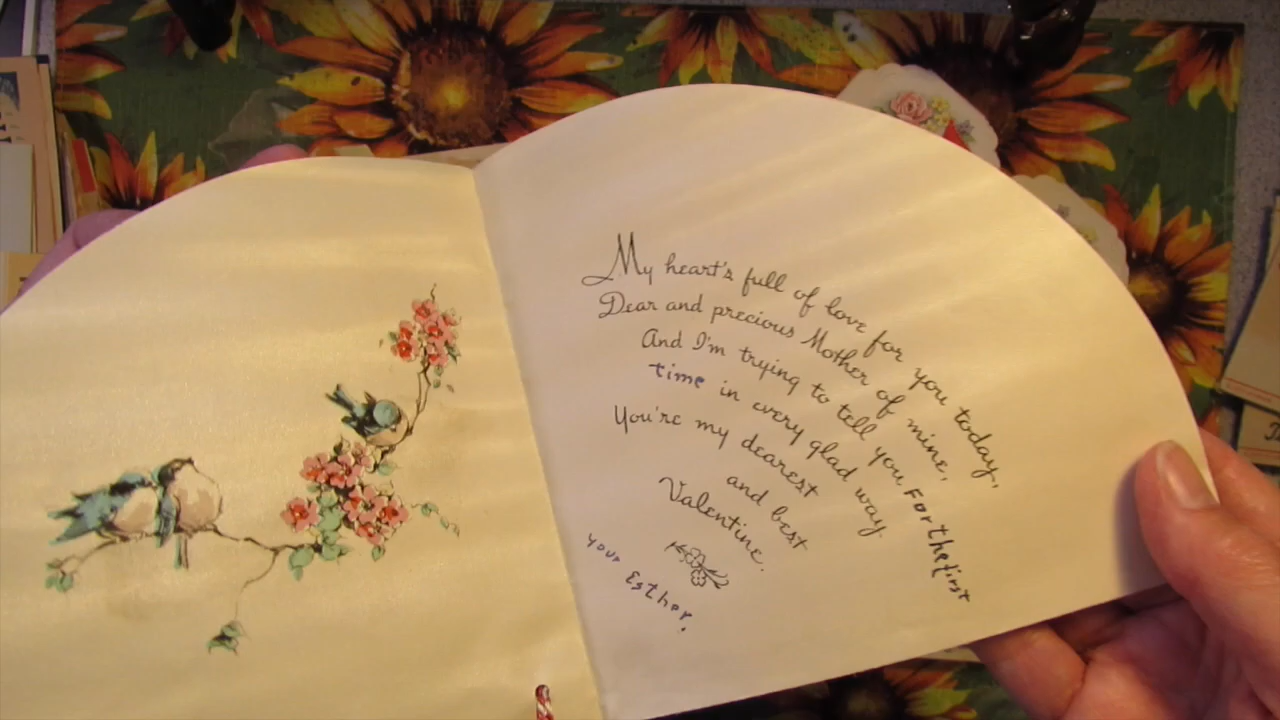 My heart's full of love for you today,
Dear and precious Mother of mine,
And I'm trying to tell you, For the first
time in every glad way.
You're my dearest
and best
Valentine.
your Esther.